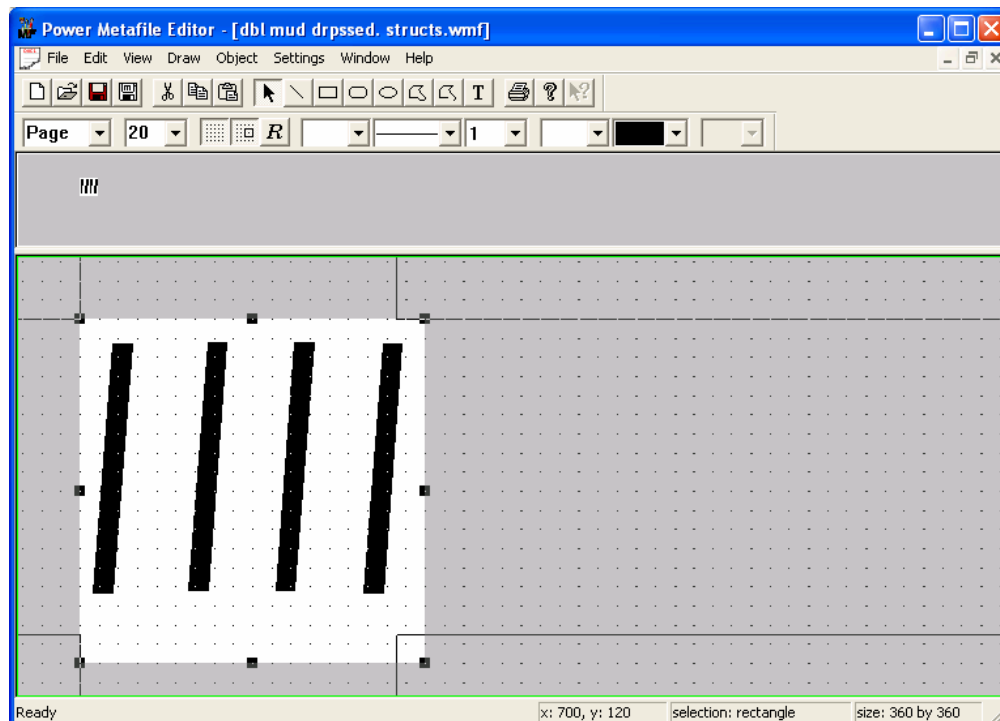 Power Metafile Editor - [dbl mud drpssed. structs.wmf]
File Edit View Draw Object Settings Window Help
T ? ?
Page 20 R 1
Ready x: 700, y: 120 selection: rectangle size: 360 by 360